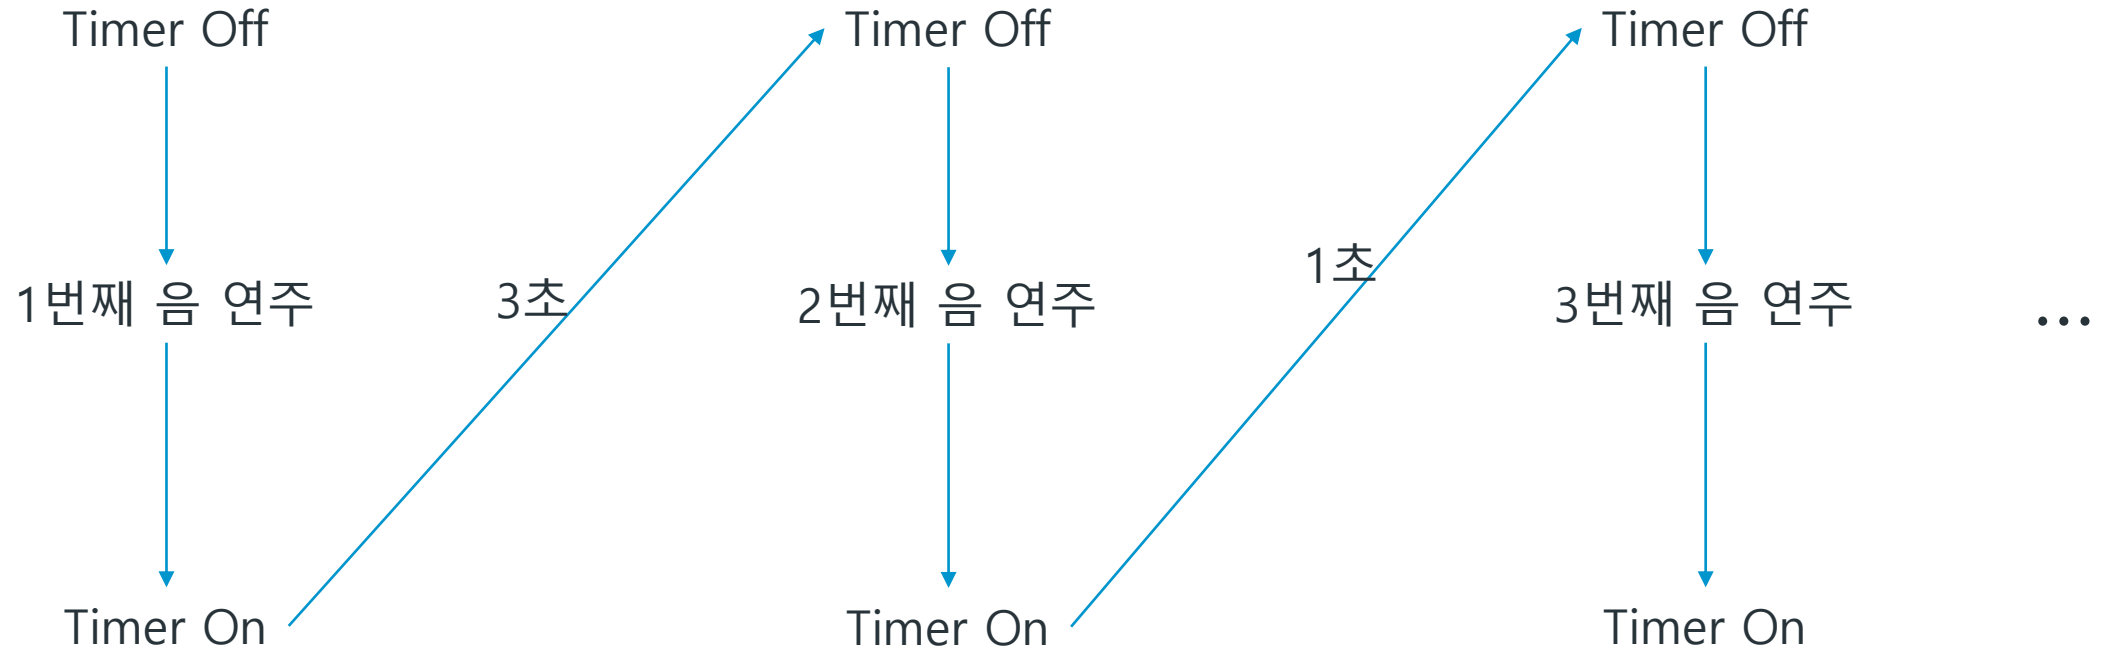 Timer Off
Timer Off
Timer Off
1번째 음 연주
3초
2번째 음 연주
1초
3번째 음 연주
...
Timer On
Timer On
Timer On